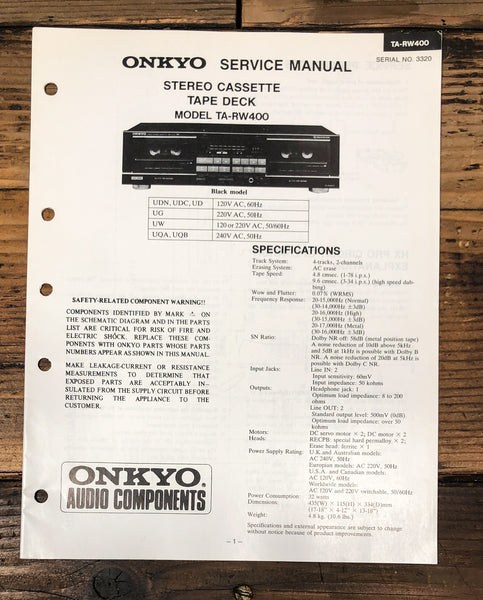 TA-RW400
SERIAL NO. 3320
ONKYO SERVICE MANUAL
STEREO CASSETTE
TAPE DECK
MODEL TA-RW400
ONKYO
Black model
UDN, UDC, UD 120V AC, 60Hz
UG 220V AC, 50Hz
UW 120 or 220V AC, 50/60Hz
UQA, UQB 240V AC, 50Hz
SPECIFICATIONS
Track System: 4-tracks, 2-channels
Erasing System: AC erase
Tape Speed: 4.8 cmsec. (1-78 i.p.s.)
9.6 cmsec. (3-34 i.p.s.) (high speed dub-
bing)
Wow and Flutter: 0.07% (WRMS)
Frequency Response: 20-15,000Hz (Normal)
(30-14,000Hz ±3dB)
20-16,000Hz (High)
(30-15,000Hz ±3dB)
20-17,000Hz (Metal)
(30-16,000Hz ±3dB)
SN Ratio: Dolby NR off: 58dB (metal position tape)
A noise reduction of 10dB above 5kHz
and 5dB at 1kHz is possible with Dolby B
NR. A noise reduction of 20dB at 5kHz is
possible with Dolby C NR.
Input Jacks: Line IN: 2
Input sensitivity: 60mV
Input impedance: 50 kohms
Outputs: Headphone jack: 1
Optimum load impedance: 8 to 200
ohms
Line OUT: 2
Standard output level: 500mV (0dB)
Optimum load impedance: over 50
kohms
Motors: DC servo motor × 2; DC motor × 2
Heads: REC/PB: special hard permalloy × 2;
Erase head: ferrite × 1
Power Supply Rating: U.K.and Australian models:
AC 240V, 50Hz
Europian models: AC 220V, 50Hz
U.S.A. and Canadian models:
AC 120V, 60Hz
Worldwide models:
AC 120V and 220V switchable, 50/60Hz
Power Consumption: 32 watts
Dimensions: 435(W) × 115(H) × 334(D)mm
(17-18" × 4-12" × 13-18")
Weight: 4.8 kg. (10.6 lbs.)
Specifications and external appearance are subject to change
without notice because of product improvements.
SAFETY-RELATED COMPONENT WARNING!!
COMPONENTS IDENTIFIED BY MARK ⚠ ON
THE SCHEMATIC DIAGRAM AND IN THE PARTS
LIST ARE CRITICAL FOR RISK OF FIRE AND
ELECTRIC SHOCK. REPLACE THESE COM-
PONENTS WITH ONKYO PARTS WHOSE PARTS
NUMBERS APPEAR AS SHOWN IN THIS MANUAL.
MAKE LEAKAGE-CURRENT OR RESISTANCE
MEASUREMENTS TO DETERMINE THAT
EXPOSED PARTS ARE ACCEPTABLY IN-
SULATED FROM THE SUPPLY CIRCUIT BEFORE
RETURNING THE APPLIANCE TO THE
CUSTOMER.
ONKYO®
AUDIO COMPONENTS
– 1 –